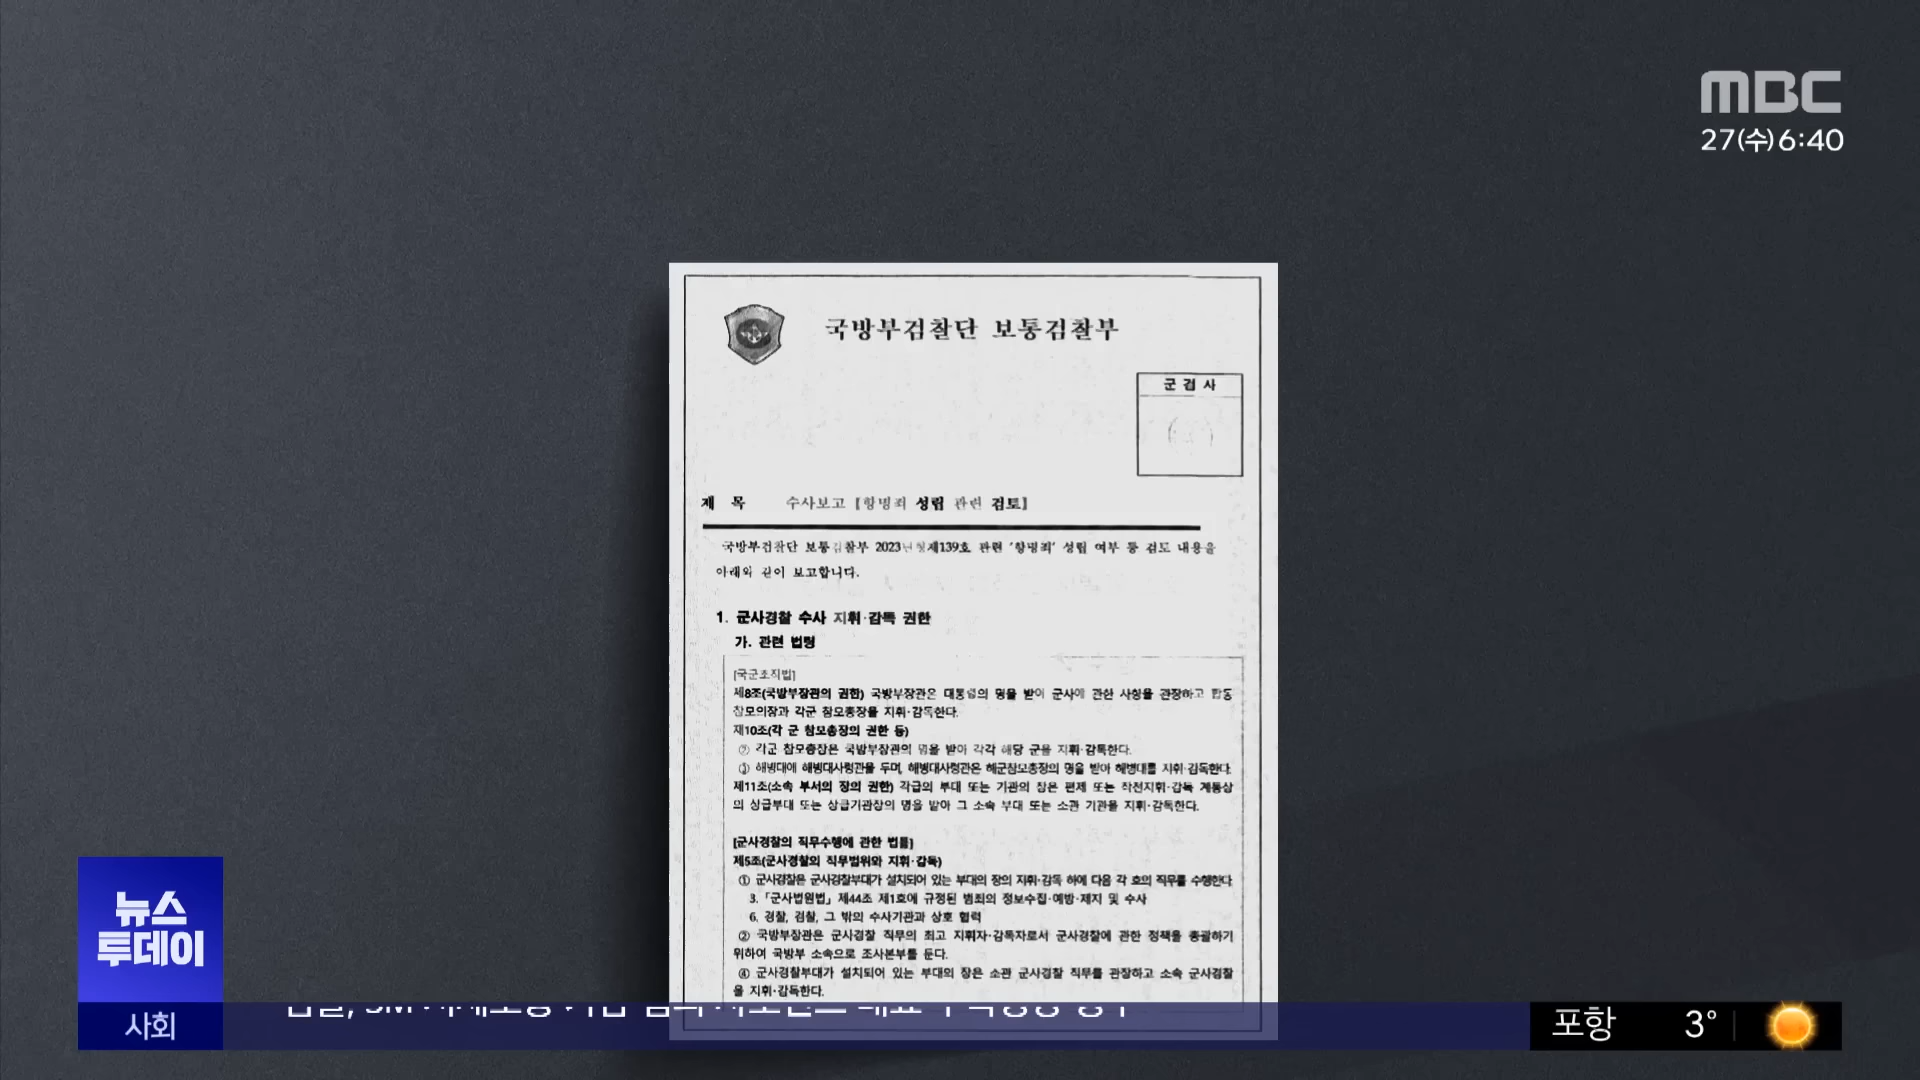 MBC
27(수)6:40
국방부검찰단 보통검찰부
군 검 사
제 목 수사보고 [항명죄 성립 관련 검토]
국방부검찰단 보통검찰부 2023년형제139호 관련 '항명죄' 성립 여부 등 검토 내용을
아래와 같이 보고합니다.
1. 군사경찰 수사 지휘·감독 권한
가. 관련 법령
[국군조직법]
제8조(국방부장관의 권한) 국방부장관은 대통령의 명을 받아 군사에 관한 사항을 관장하고 합동
참모의장과 각군 참모총장을 지휘·감독한다.
제10조(각 군 참모총장의 권한 등)
② 각군 참모총장은 국방부장관의 명을 받아 각각 해당 군을 지휘·감독한다.
③ 해병대에 해병대사령관을 두며, 해병대사령관은 해군참모총장의 명을 받아 해병대를 지휘·감독한다.
제11조(소속 부서의 장의 권한) 각급의 부대 또는 기관의 장은 편제 또는 작전지휘·감독 계통상
의 상급부대 또는 상급기관장의 명을 받아 그 소속 부대 또는 소관 기관을 지휘·감독한다.
[군사경찰의 직무수행에 관한 법률]
제5조(군사경찰의 직무범위와 지휘·감독)
① 군사경찰은 군사경찰부대가 설치되어 있는 부대의 장의 지휘·감독 하에 다음 각 호의 직무를 수행한다.
3. 「군사법원법」 제44조 제1호에 규정된 범죄의 정보수집·예방·제지 및 수사
6. 경찰, 검찰, 그 밖의 수사기관과 상호 협력
② 국방부장관은 군사경찰 직무의 최고 지휘자·감독자로서 군사경찰에 관한 정책을 총괄하기
위하여 국방부 소속으로 조사본부를 둔다.
④ 군사경찰부대가 설치되어 있는 부대의 장은 소관 군사경찰 직무를 관장하고 소속 군사경찰
을 지휘·감독한다.
뉴스
투데이
사회
포항 3°